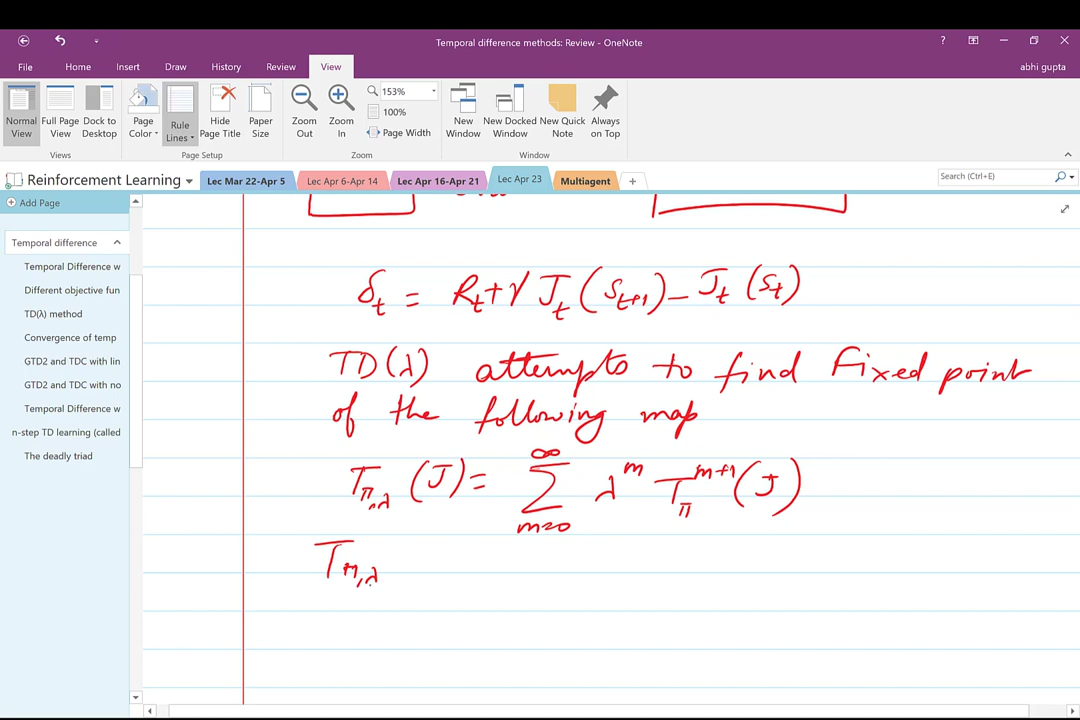 Temporal difference methods: Review - OneNote
?
File Home Insert Draw History Review View
abhi gupta
Normal View
Full Page View
Dock to Desktop
Page Color
Rule Lines
Hide Page Title
Paper Size
Zoom Out
Zoom In
153%
100%
Page Width
New Window
New Docked Window
New Quick Note
Always on Top
Views Page Setup Zoom Window
Reinforcement Learning
Lec Mar 22-Apr 5
Lec Apr 6-Apr 14
Lec Apr 16-Apr 21
Lec Apr 23
Multiagent
Search (Ctrl+E)
Add Page
Temporal difference
Temporal Difference w
Different objective fun
TD(λ) method
Convergence of temp
GTD2 and TDC with lin
GTD2 and TDC with no
Temporal Difference w
n-step TD learning (called
The deadly triad
δ_t = R_t + γ J_t (S_{t+1}) - J_t (S_t)
TD(λ) attempts to find Fixed point
of the following map
T_{π,λ} (J) = ∑_{m=0}^{∞} λ^m T_π^{m+1} (J)
T_{π,λ}